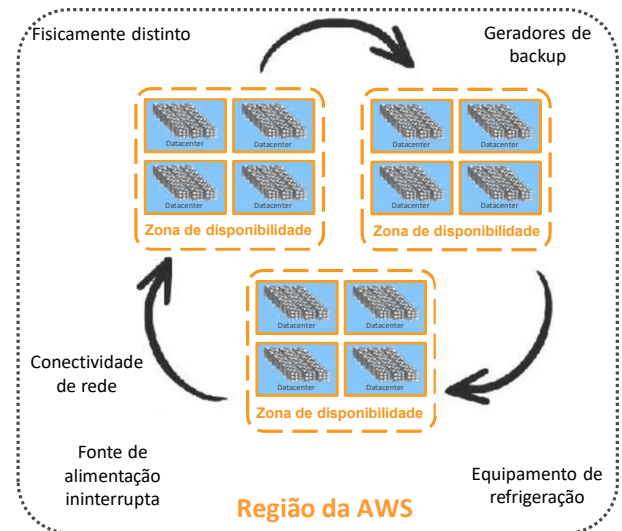 Fisicamente distinto
Geradores de
backup
Datacenter
Datacenter
Datacenter
Datacenter
Zona de disponibilidade
Datacenter
Datacenter
Datacenter
Datacenter
Zona de disponibilidade
Datacenter
Datacenter
Datacenter
Datacenter
Zona de disponibilidade
Conectividade
de rede
Fonte de
alimentação
ininterrupta
Equipamento de
refrigeração
Região da AWS